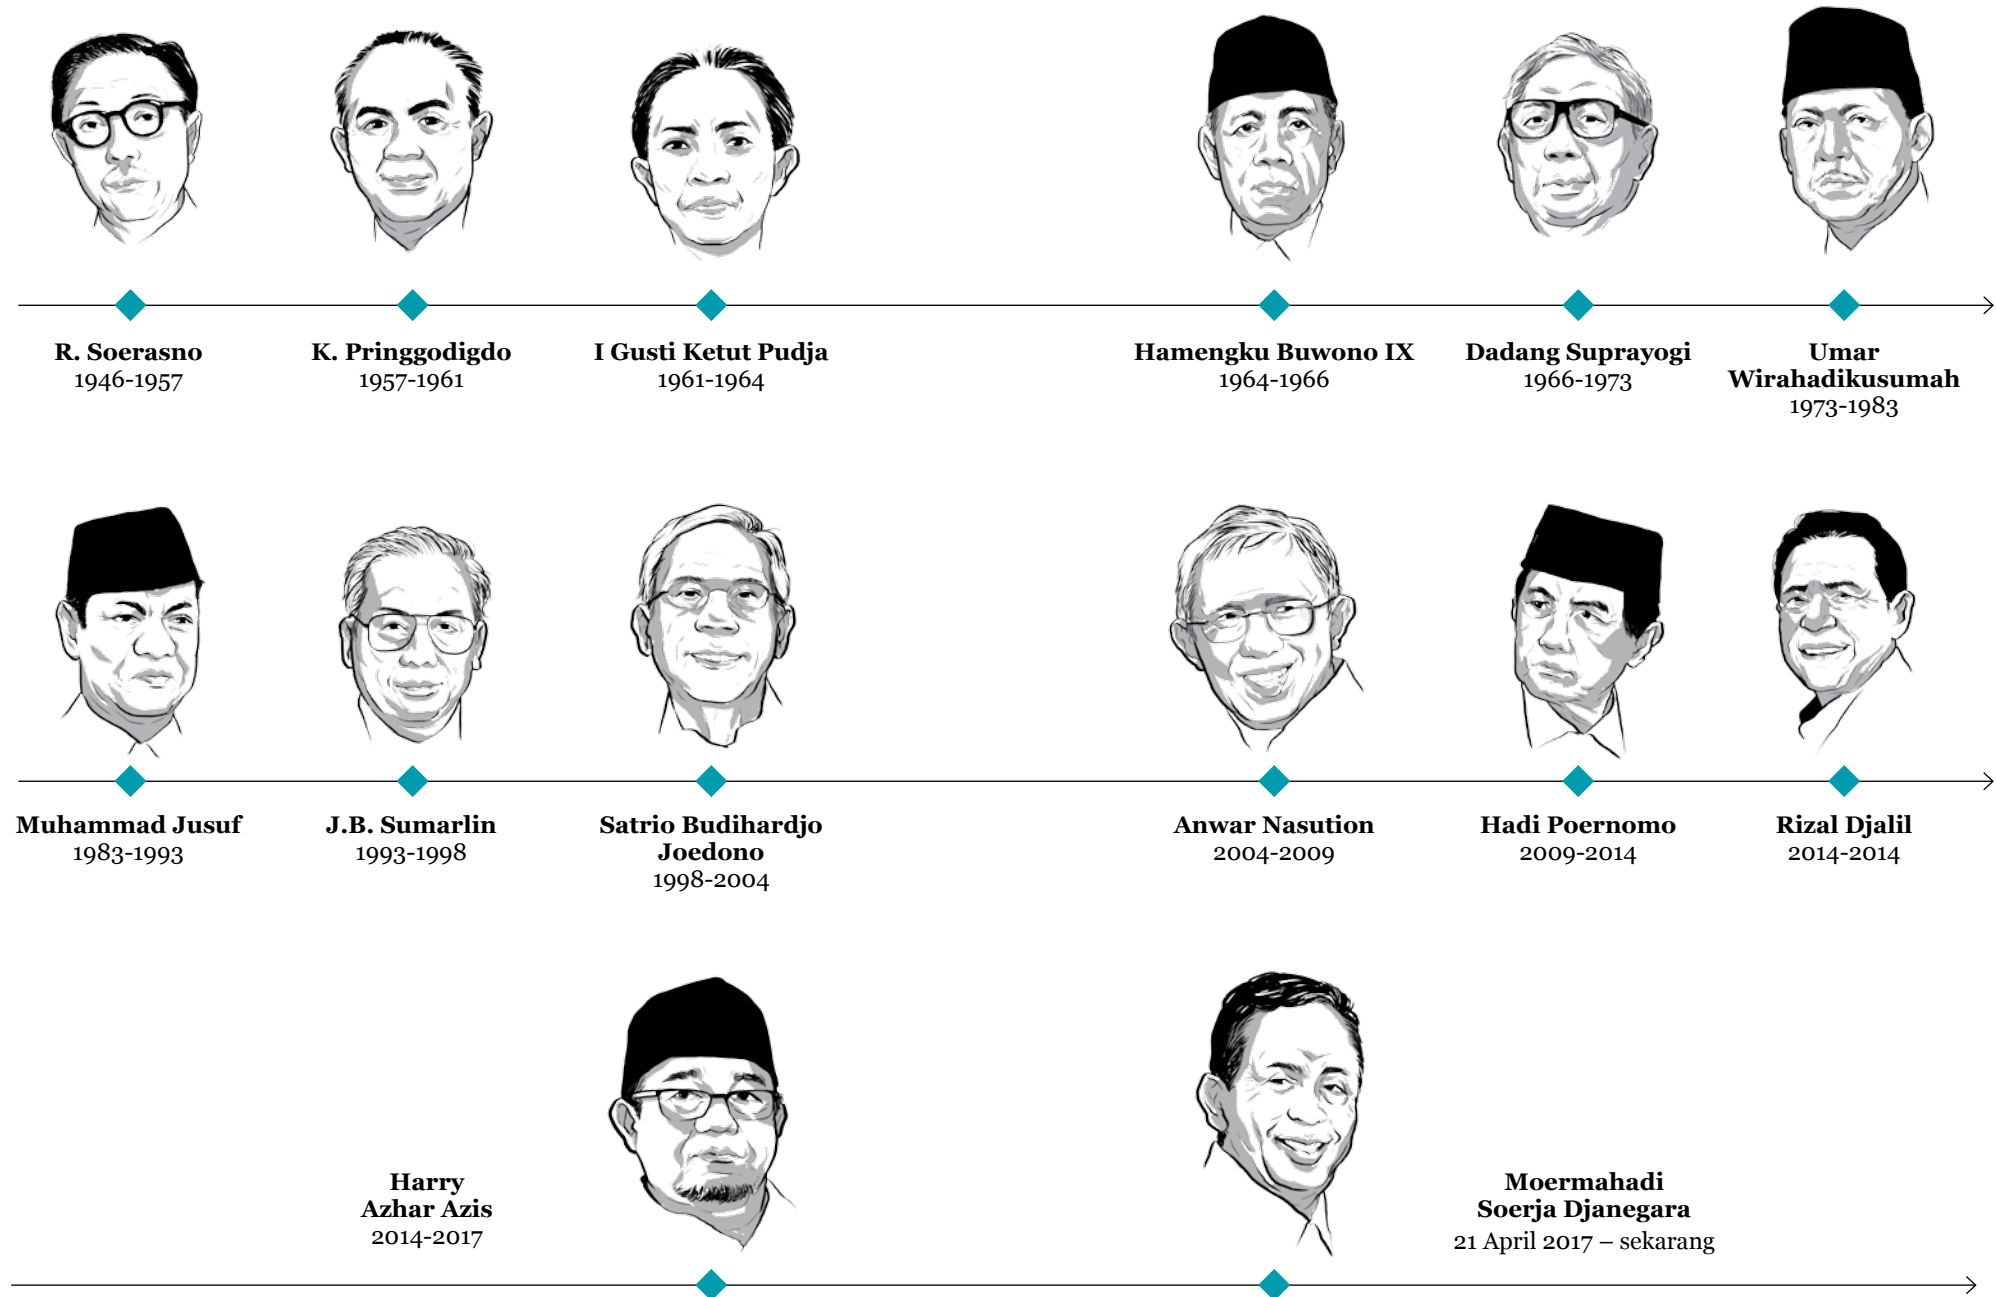 R. Soerasno
1946-1957
K. Pringgodigdo
1957-1961
I Gusti Ketut Pudja
1961-1964
Hamengku Buwono IX
1964-1966
Dadang Suprayogi
1966-1973
Umar
Wirahadikusumah
1973-1983
Muhammad Jusuf
1983-1993
J.B. Sumarlin
1993-1998
Satrio Budihardjo
Joedono
1998-2004
Anwar Nasution
2004-2009
Hadi Poernomo
2009-2014
Rizal Djalil
2014-2014
Harry
Azhar Azis
2014-2017
Moermahadi
Soerja Djanegara
21 April 2017 – sekarang